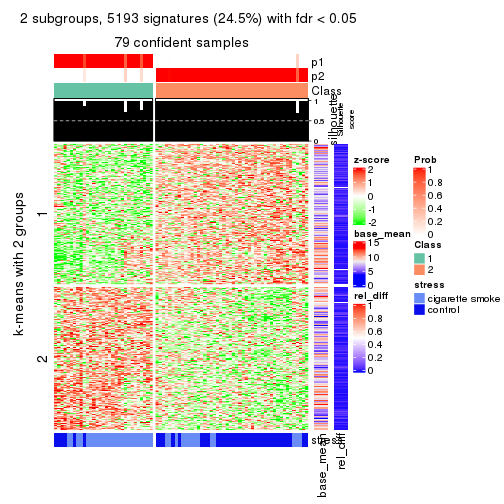 2 subgroups, 5193 signatures (24.5%) with fdr < 0.05
79 confident samples
p1
p2
Class
1
0.5
0
silhouette
Silhouette
score
k-means with 2 groups
1
2
stress
base_mean
rel_diff
z-score
2
1
0
-1
-2
base_mean
15
10
5
0
rel_diff
1
0.8
0.6
0.4
0.2
0
Prob
1
0.8
0.6
0.4
0.2
0
Class
1
2
stress
cigarette smoke
control